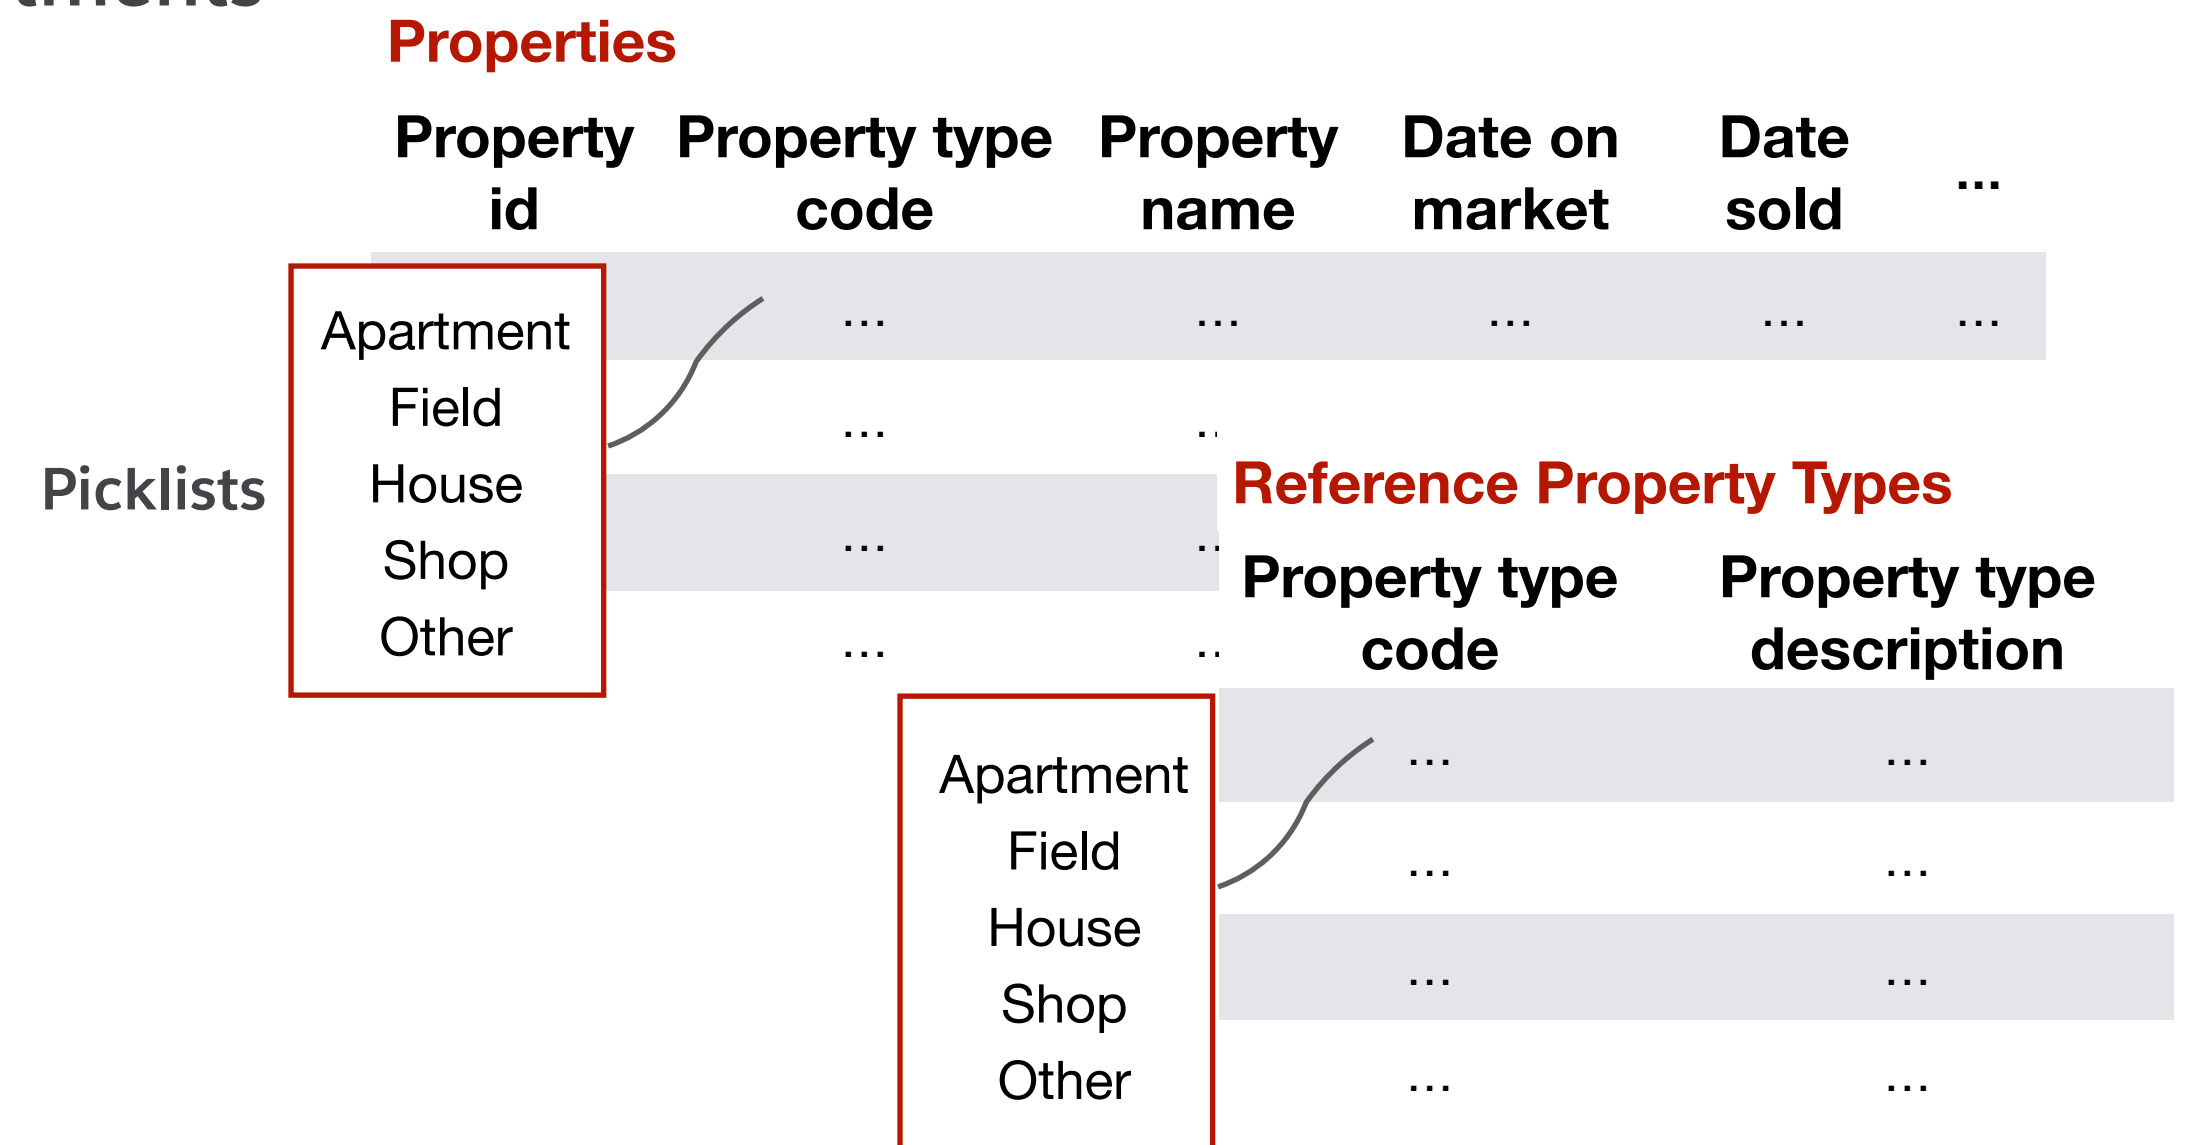 Properties
Property id Property type code Property name Date on market Date sold ...
... ... ... ... ...
Apartment
Field
House
Shop
Other
... ..
... ..
... ..
Picklists
Reference Property Types
Property type code Property type description
Apartment
Field
House
Shop
Other
... ...
... ...
... ...
... ...